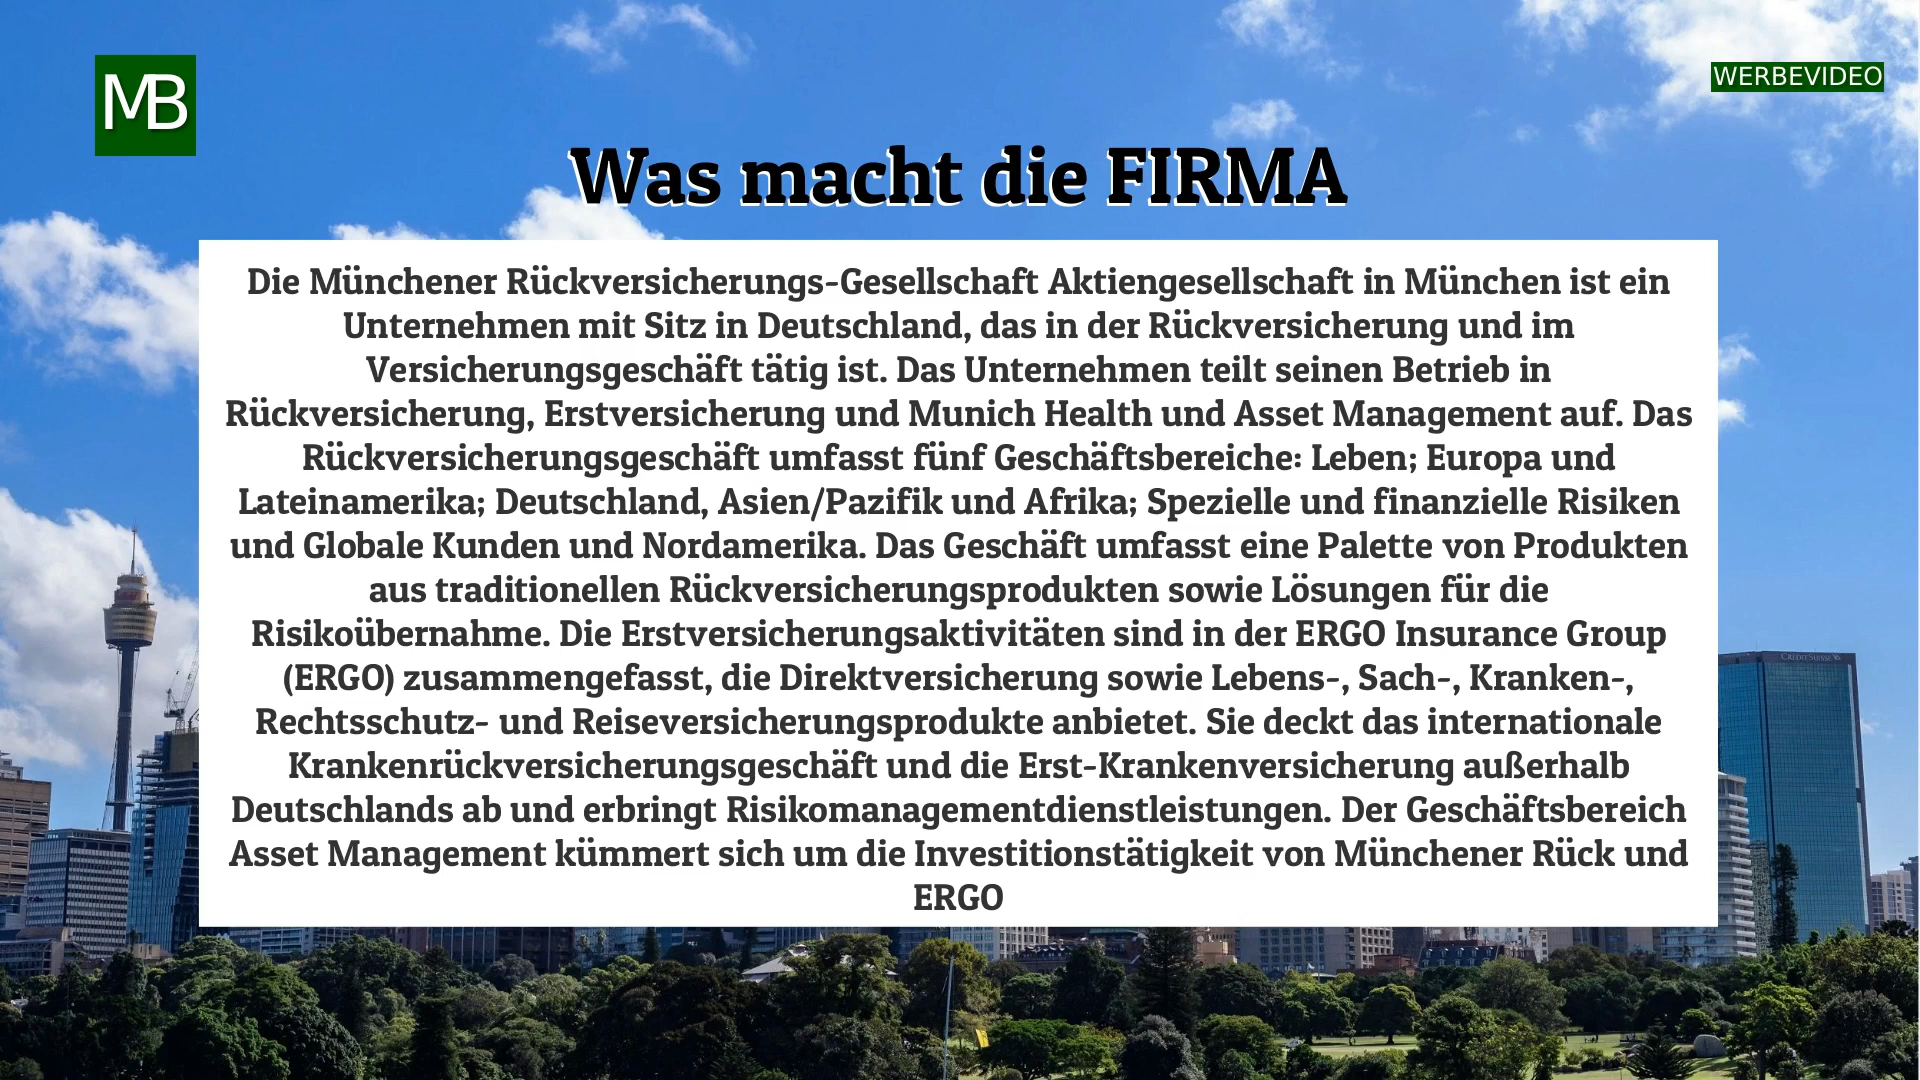 MB
WERBEVIDEO
Was macht die FIRMA
Die Münchener Rückversicherungs-Gesellschaft Aktiengesellschaft in München ist ein
Unternehmen mit Sitz in Deutschland, das in der Rückversicherung und im
Versicherungsgeschäft tätig ist. Das Unternehmen teilt seinen Betrieb in
Rückversicherung, Erstversicherung und Munich Health und Asset Management auf. Das
Rückversicherungsgeschäft umfasst fünf Geschäftsbereiche: Leben; Europa und
Lateinamerika; Deutschland, Asien/Pazifik und Afrika; Spezielle und finanzielle Risiken
und Globale Kunden und Nordamerika. Das Geschäft umfasst eine Palette von Produkten
aus traditionellen Rückversicherungsprodukten sowie Lösungen für die
Risikoübernahme. Die Erstversicherungsaktivitäten sind in der ERGO Insurance Group
(ERGO) zusammengefasst, die Direktversicherung sowie Lebens-, Sach-, Kranken-,
Rechtsschutz- und Reiseversicherungsprodukte anbietet. Sie deckt das internationale
Krankenrückversicherungsgeschäft und die Erst-Krankenversicherung außerhalb
Deutschlands ab und erbringt Risikomanagementdienstleistungen. Der Geschäftsbereich
Asset Management kümmert sich um die Investitionstätigkeit von Münchener Rück und
ERGO
CREDIT SUISSE